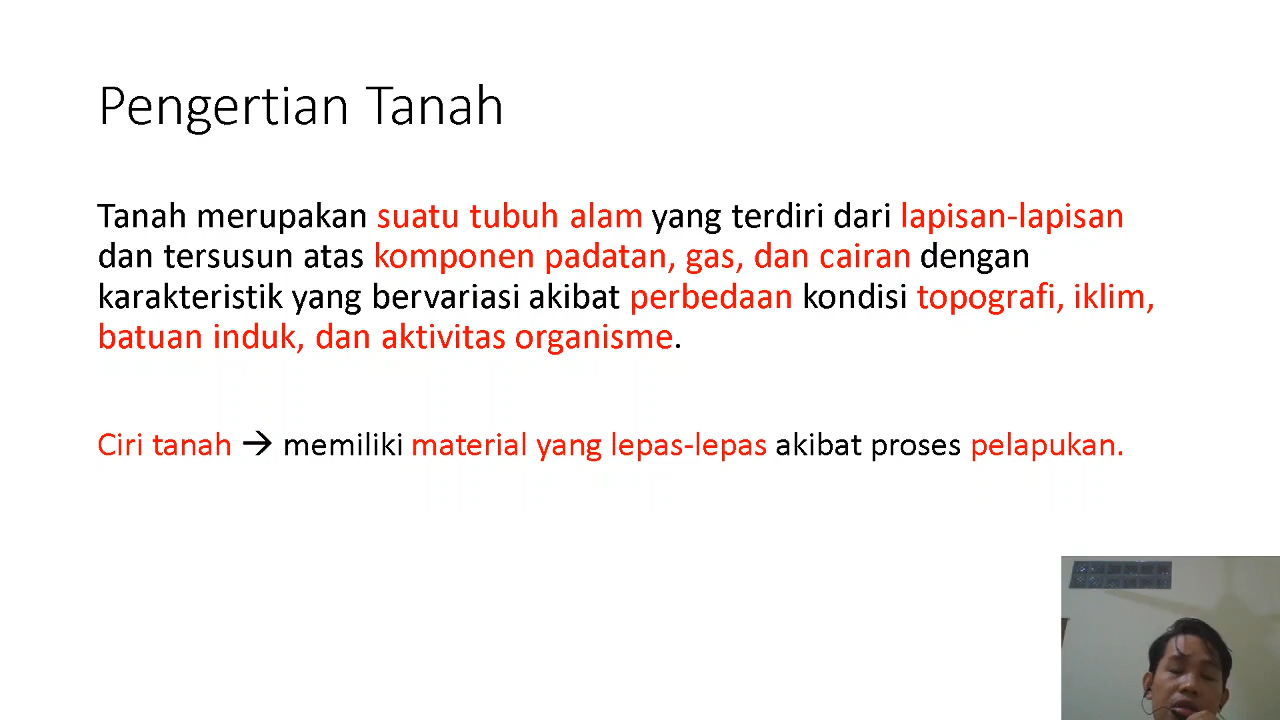 Pengertian Tanah
Tanah merupakan suatu tubuh alam yang terdiri dari lapisan-lapisan
dan tersusun atas komponen padatan, gas, dan cairan dengan
karakteristik yang bervariasi akibat perbedaan kondisi topografi, iklim,
batuan induk, dan aktivitas organisme.
Ciri tanah → memiliki material yang lepas-lepas akibat proses pelapukan.